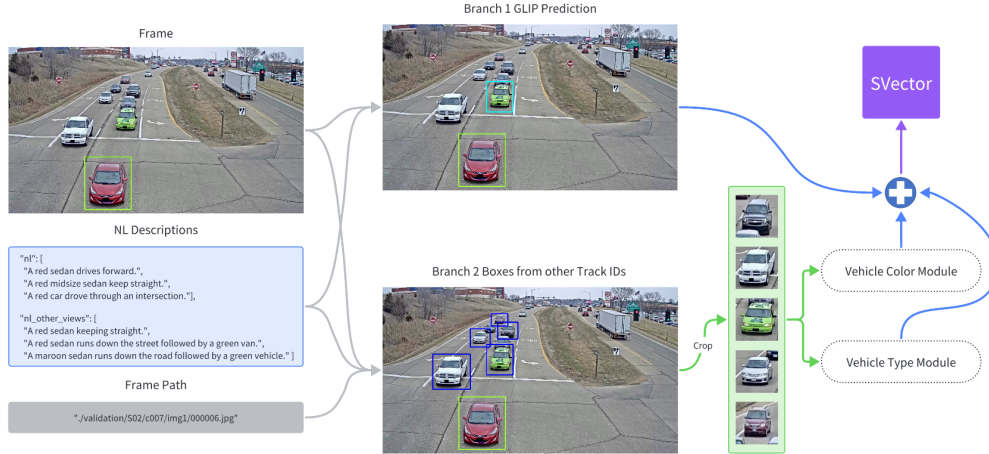 Frame
NL Descriptions
"nl": [
"A red sedan drives forward.",
"A red midsize sedan keep straight.",
"A red car drove through an intersection."],
"nl_other_views": [
"A red sedan keeping straight.",
"A red sedan runs down the street followed by a green van.",
"A maroon sedan runs down the road followed by a green vehicle." ]
Frame Path
"./validation/S02/c007/img1/000006.jpg"
Branch 1 GLIP Prediction
Branch 2 Boxes from other Track IDs
Crop
SVector
Vehicle Color Module
Vehicle Type Module